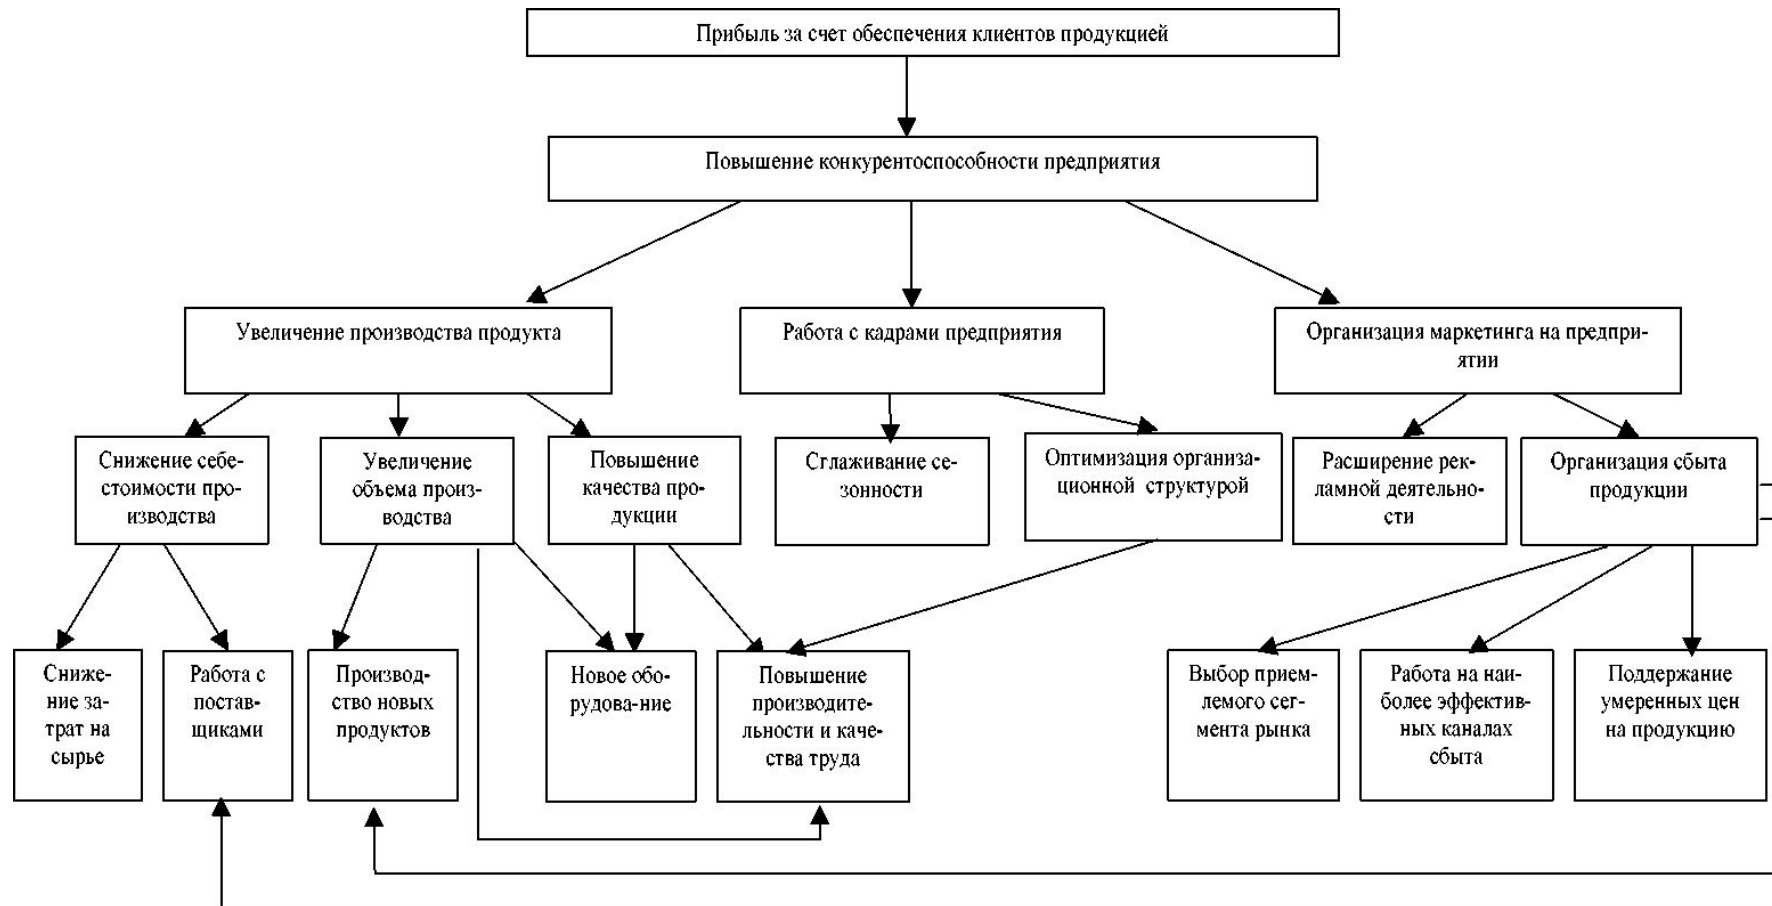 Прибыль за счет обеспечения клиентов продукцией
Повышение конкурентоспособности предприятия
Увеличение производства продукта
Работа с кадрами предприятия
Организация маркетинга на предпри-
ятии
Снижение себе-
стоимости про-
изводства
Увеличение
объема произ-
водства
Повышение
качества про-
дукции
Сглаживание се-
зонности
Оптимизация организа-
ционной структурой
Расширение рек-
ламной деятельно-
сти
Организация сбыта
продукции
Сниже-
ние за-
трат на
сырье
Работа с
постав-
щиками
Производ-
ство новых
продуктов
Новое обо-
рудова-ние
Повышение
производите-
льности и каче-
ства труда
Выбор прием-
лемого сег-
мента рынка
Работа на наи-
более эффектив-
ных каналах
сбыта
Поддержание
умеренных цен
на продукцию